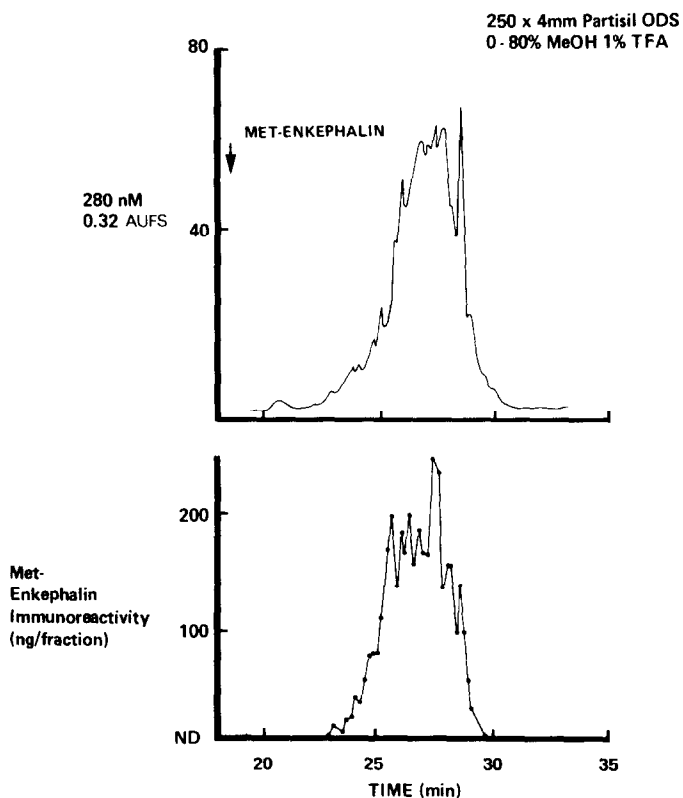 250 x 4mm Partisil ODS
0-80% MeOH 1% TFA
80
MET-ENKEPHALIN
280 nM
0.32 AUFS
40
200
Met-
Enkephalin
Immunoreactivity
(ng/fraction)
100
ND
20
25
30
35
TIME (min)